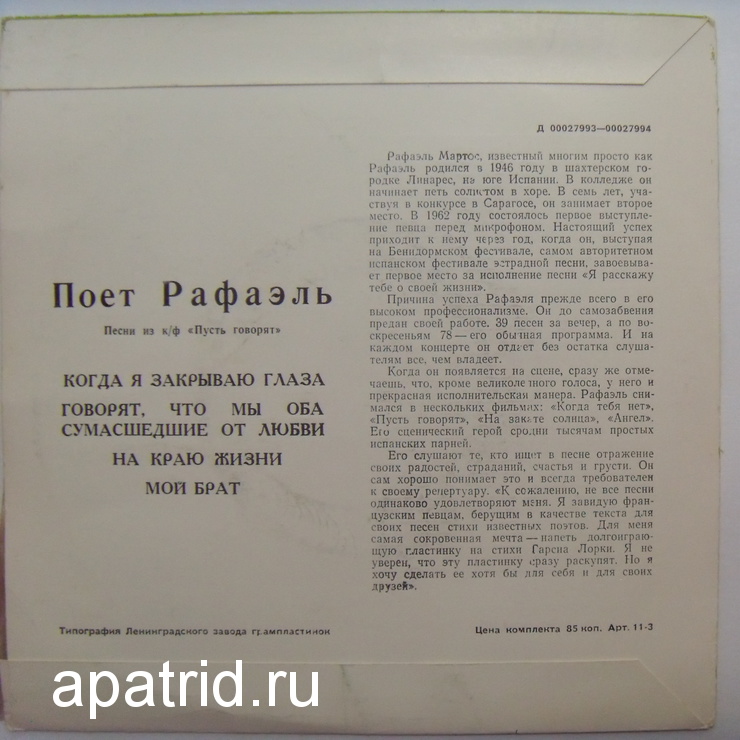 Д 00027993—00027994
Поет Рафаэль
Песни из к/ф «Пусть говорят»
КОГДА Я ЗАКРЫВАЮ ГЛАЗА
ГОВОРЯТ, ЧТО МЫ ОБА
СУМАСШЕДШИЕ ОТ ЛЮБВИ
НА КРАЮ ЖИЗНИ
МОЙ БРАТ
Рафаэль Мартос, известный многим просто как
Рафаэль родился в 1946 году в шахтерском го-
родке Линарес, на юге Испании. В колледже он
начинает петь солистом в хоре. В семь лет, уча-
ствуя в конкурсе в Сарагосе, он занимает второе
место. В 1962 году состоялось первое выступле-
ние певца перед микрофоном. Настоящий успех
приходит к нему через год, когда он, выступая
на Бенидормском фестивале, самом авторитетном
испанском фестивале эстрадной песни, завоевы-
ет первое место за исполнение песни «Я расскажу
тебе о своей жизни».
Причина успеха Рафаэля прежде всего в его
высоком профессионализме. Он до самозабвения
предан своей работе. 39 песен за вечер, а по во-
скресеньям 78 — его обычная программа. И на
каждом концерте он отдает без остатка слуша-
телям все, чем владеет.
Когда он появляется на сцене, сразу же отме-
чаешь, что, кроме великолепного голоса, у него и
прекрасная исполнительская манера. Рафаэль сни-
мался в нескольких фильмах: «Когда тебя нет»,
«Пусть говорят», «На закате солнца», «Ангел».
Его сценический герой сродни тысячам простых
испанских парней.
Его слушают те, кто ищет в песне отражение
своих радостей, страданий, счастья и грусти. Он
сам хорошо понимает это и всегда требователен
к своему репертуару. «К сожалению, не все песни
одинаково удовлетворяют меня. Я завидую фран-
цузским певцам, берущим в качестве текста для
своих песен стихи известных поэтов. Для меня
самая сокровенная мечта — напеть долгоиграю-
щую пластинку на стихи Гарсиа Лорки. Я не
уверен, что эту пластинку сразу раскупят. Но я
хочу сделать ее хотя бы для себя и для своих
друзей».
Типография Ленинградского завода грампластинок
Цена комплекта 85 коп. Арт. 11-3
apatrid.ru